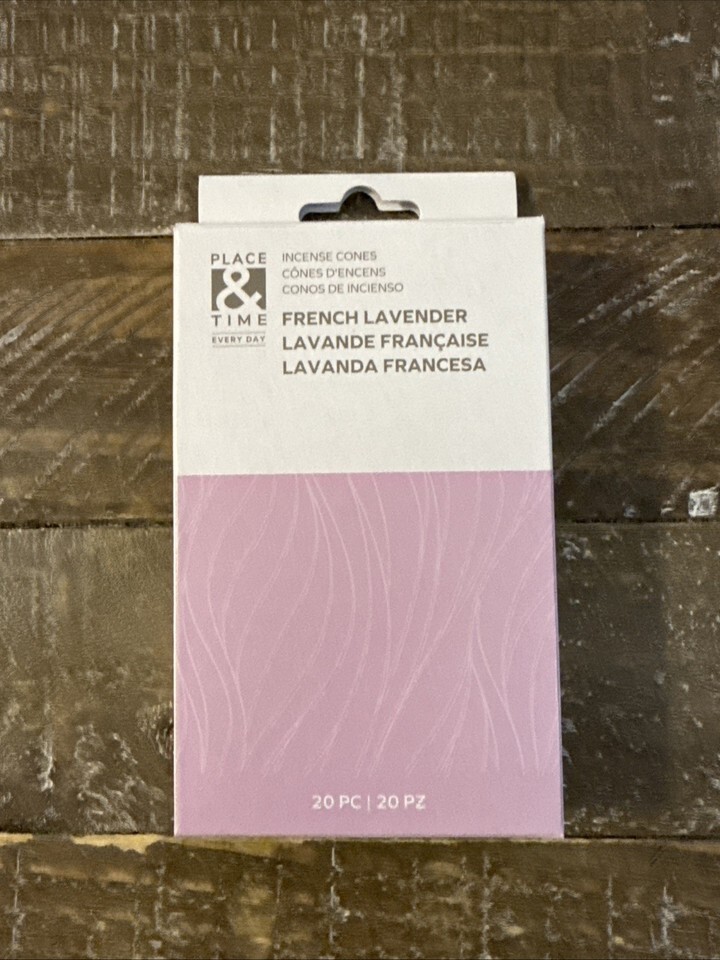 PLACE
&
TIME
EVERY DAY
INCENSE CONES
CÔNES D'ENCENS
CONOS DE INCIENSO
FRENCH LAVENDER
LAVANDE FRANÇAISE
LAVANDA FRANCESA
20 PC | 20 PZ